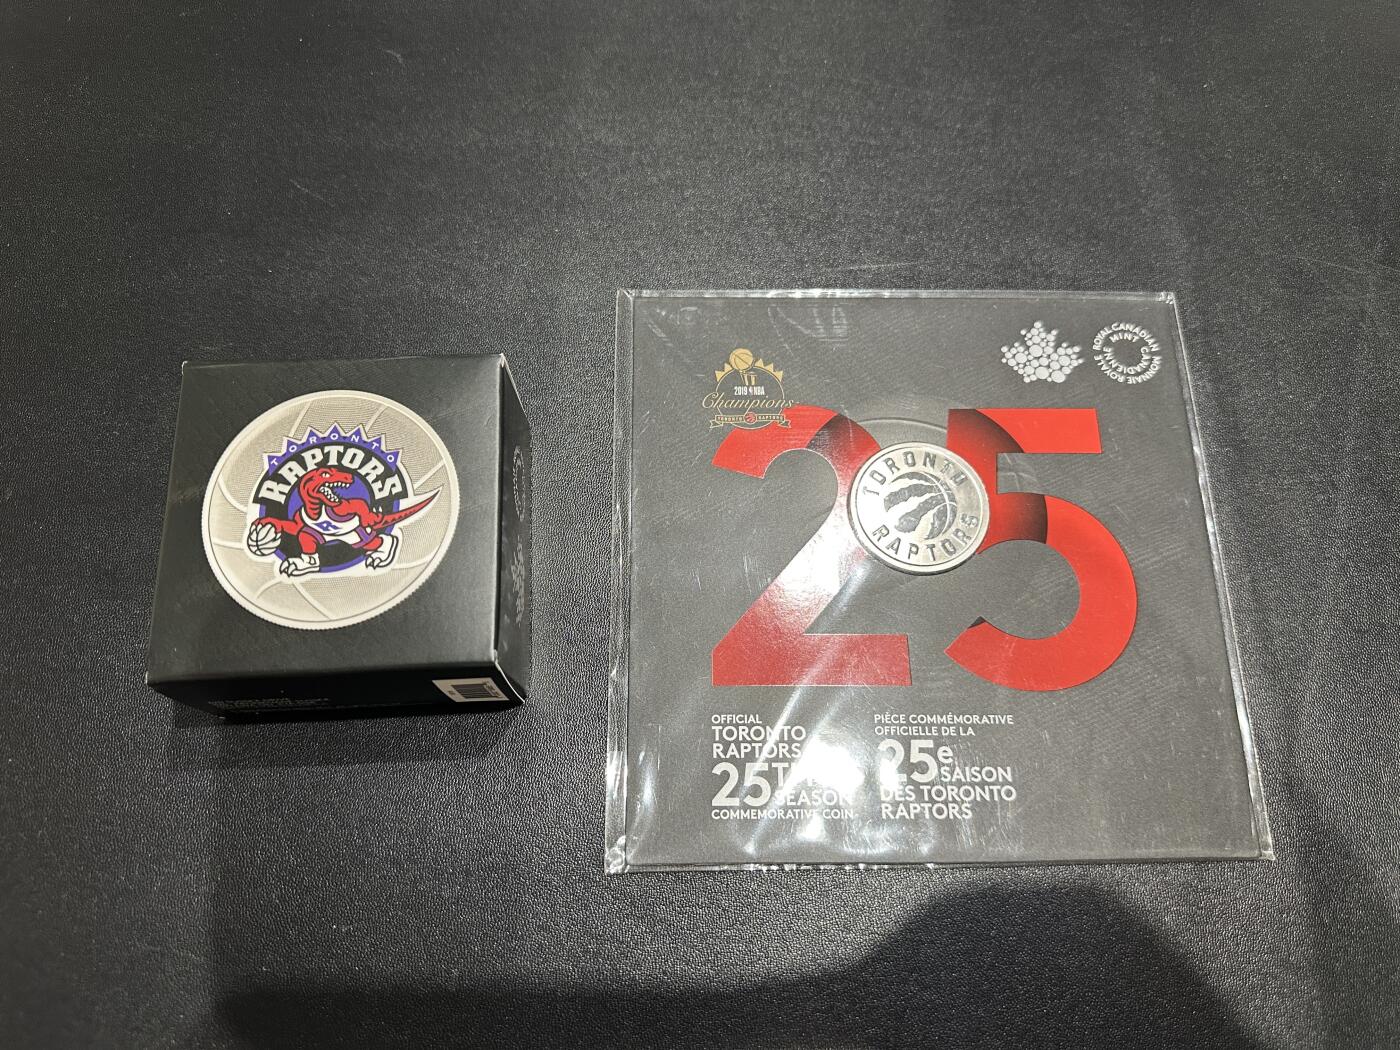 TORONTO
RAPTORS
2019 NBA
Champions
TORONTO RAPTORS
ROYAL CANADIAN MINT
MONNAIE ROYALE CANADIENNE
25
TORONTO
RAPTORS
OFFICIAL
TORONTO
RAPTORS
25TH
SEASON
COMMEMORATIVE COIN
PIÈCE COMMÉMORATIVE
OFFICIELLE DE LA
25e
SAISON
DES TORONTO
RAPTORS